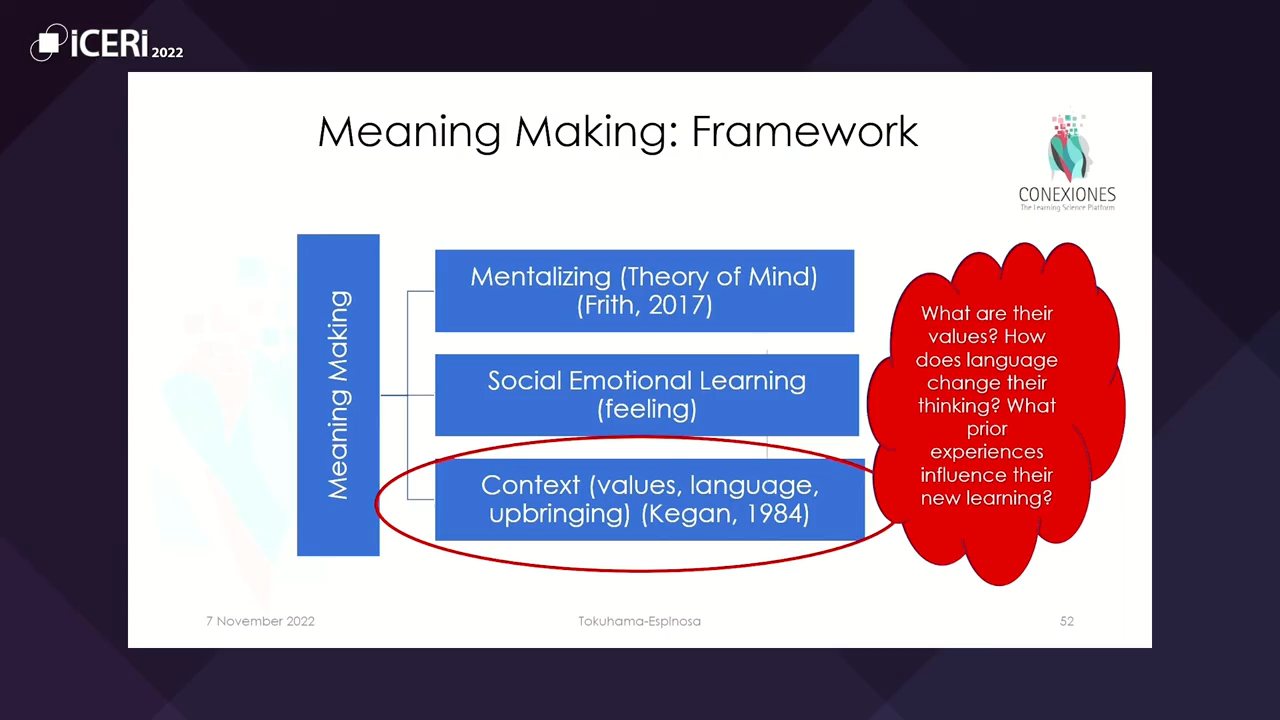 iCERi 2022
Meaning Making: Framework
CONEXIONES
The Learning Science Platform
Meaning Making
Mentalizing (Theory of Mind)
(Frith, 2017)
Social Emotional Learning
(feeling)
Context (values, language,
upbringing) (Kegan, 1984)
What are their
values? How
does language
change their
thinking? What
prior
experiences
influence their
new learning?
7 November 2022
Tokuhama-Espinosa
52